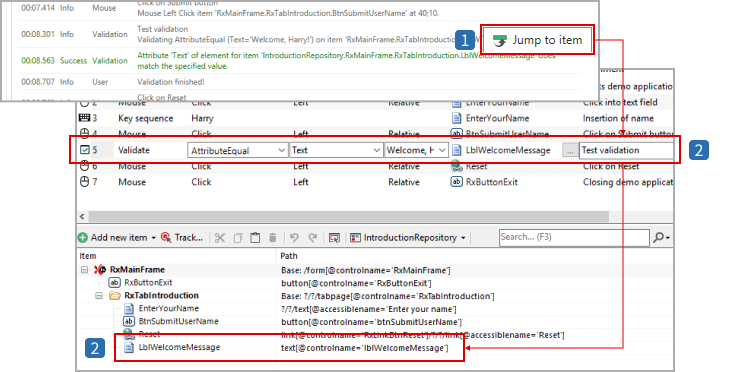 Click on Submit button
00:07.414 Info Mouse
Mouse Left Click item 'RxMainFrame.RxTabIntroduction.BtnSubmitUserName' at 40;10.
00:08.301 Info Validation Test validation
Validating AttributeEqual (Text='Welcome, Harry!') on item 'RxMainFrame.RxTabIntroduction.
1 Jump to item
00:08.563 Success Validation Attribute 'Text' of element for item 'IntroductionRepository.RxMainFrame.RxTabIntroduction.LblWelcomeMessage' does
match the specified value.
00:08.707 Info User Validation finished!
Click on Reset
ts demo application
2 Mouse Click Left Relative EnterYourName Click into text field
3 Key sequence Harry EnterYourName Insertion of name
4 Mouse Click Left Relative BtnSubmitUserName Click on Submit button
5 Validate AttributeEqual Text Welcome, H LblWelcomeMessage ... Test validation 2
6 Mouse Click Left Relative Reset Click on Reset
7 Mouse Click Left Relative RxButtonExit Closing demo applicat
Add new item Track... IntroductionRepository Search... (F3)
Item Path
RxMainFrame Base: /form[@controlname='RxMainFrame']
RxButtonExit button[@controlname='RxButtonExit']
RxTabIntroduction Base: ?/?/tabpage[@controlname='RxTabIntroduction']
EnterYourName ?/?/text[@accessiblename='Enter your name']
BtnSubmitUserName button[@controlname='btnSubmitUserName']
Reset link[@controlname='RxLinkBtnReset']/?/?/link[@accessiblename='Reset']
2 LblWelcomeMessage text[@controlname='lblWelcomeMessage']